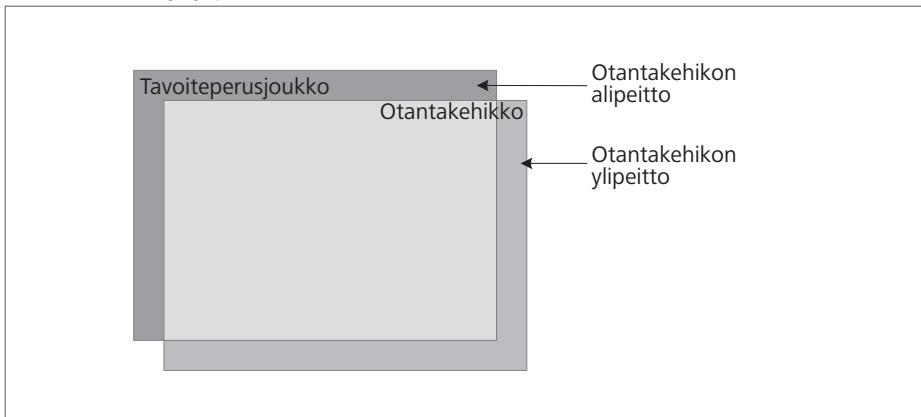 Tavoiteperusjoukko
Otantakehikko
Otantakehikon
alipeitto
Otantakehikon
ylipeitto